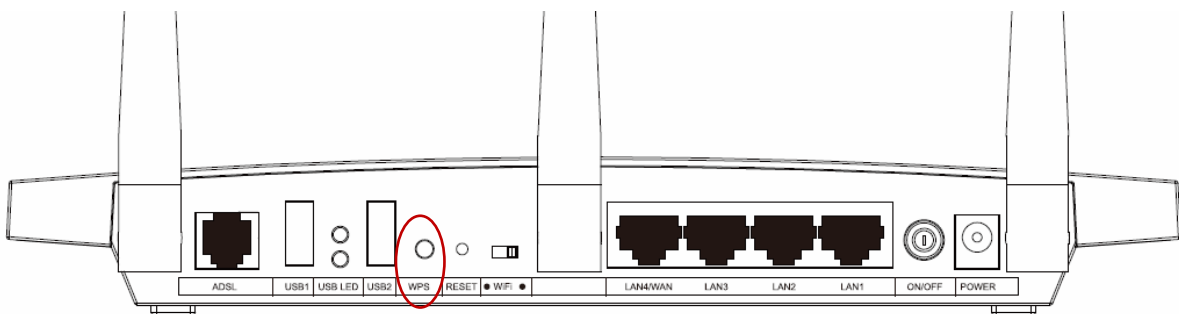 ADSL USB1 USB LED USB2 WPS RESET ● WiFi ● LAN4/WAN LAN3 LAN2 LAN1 ON/OFF POWER